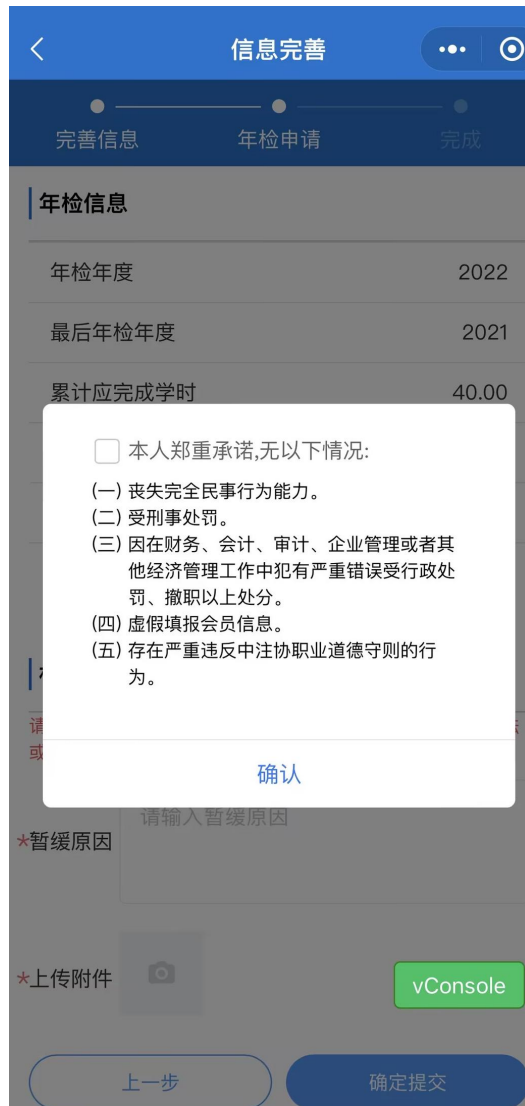 信息完善
完善信息
年检申请
完成
年检信息
年检年度
2022
最后年检年度
2021
累计应完成学时
40.00
本人郑重承诺,无以下情况:
(一) 丧失完全民事行为能力。
(二) 受刑事处罚。
(三) 因在财务、会计、审计、企业管理或者其
他经济管理工作中犯有严重错误受行政处
罚、撤职以上处分。
(四) 虚假填报会员信息。
(五) 存在严重违反中注协职业道德守则的行
为。
请
或
确认
请输入暂缓原因
*暂缓原因
*上传附件
vConsole
上一步
确定提交